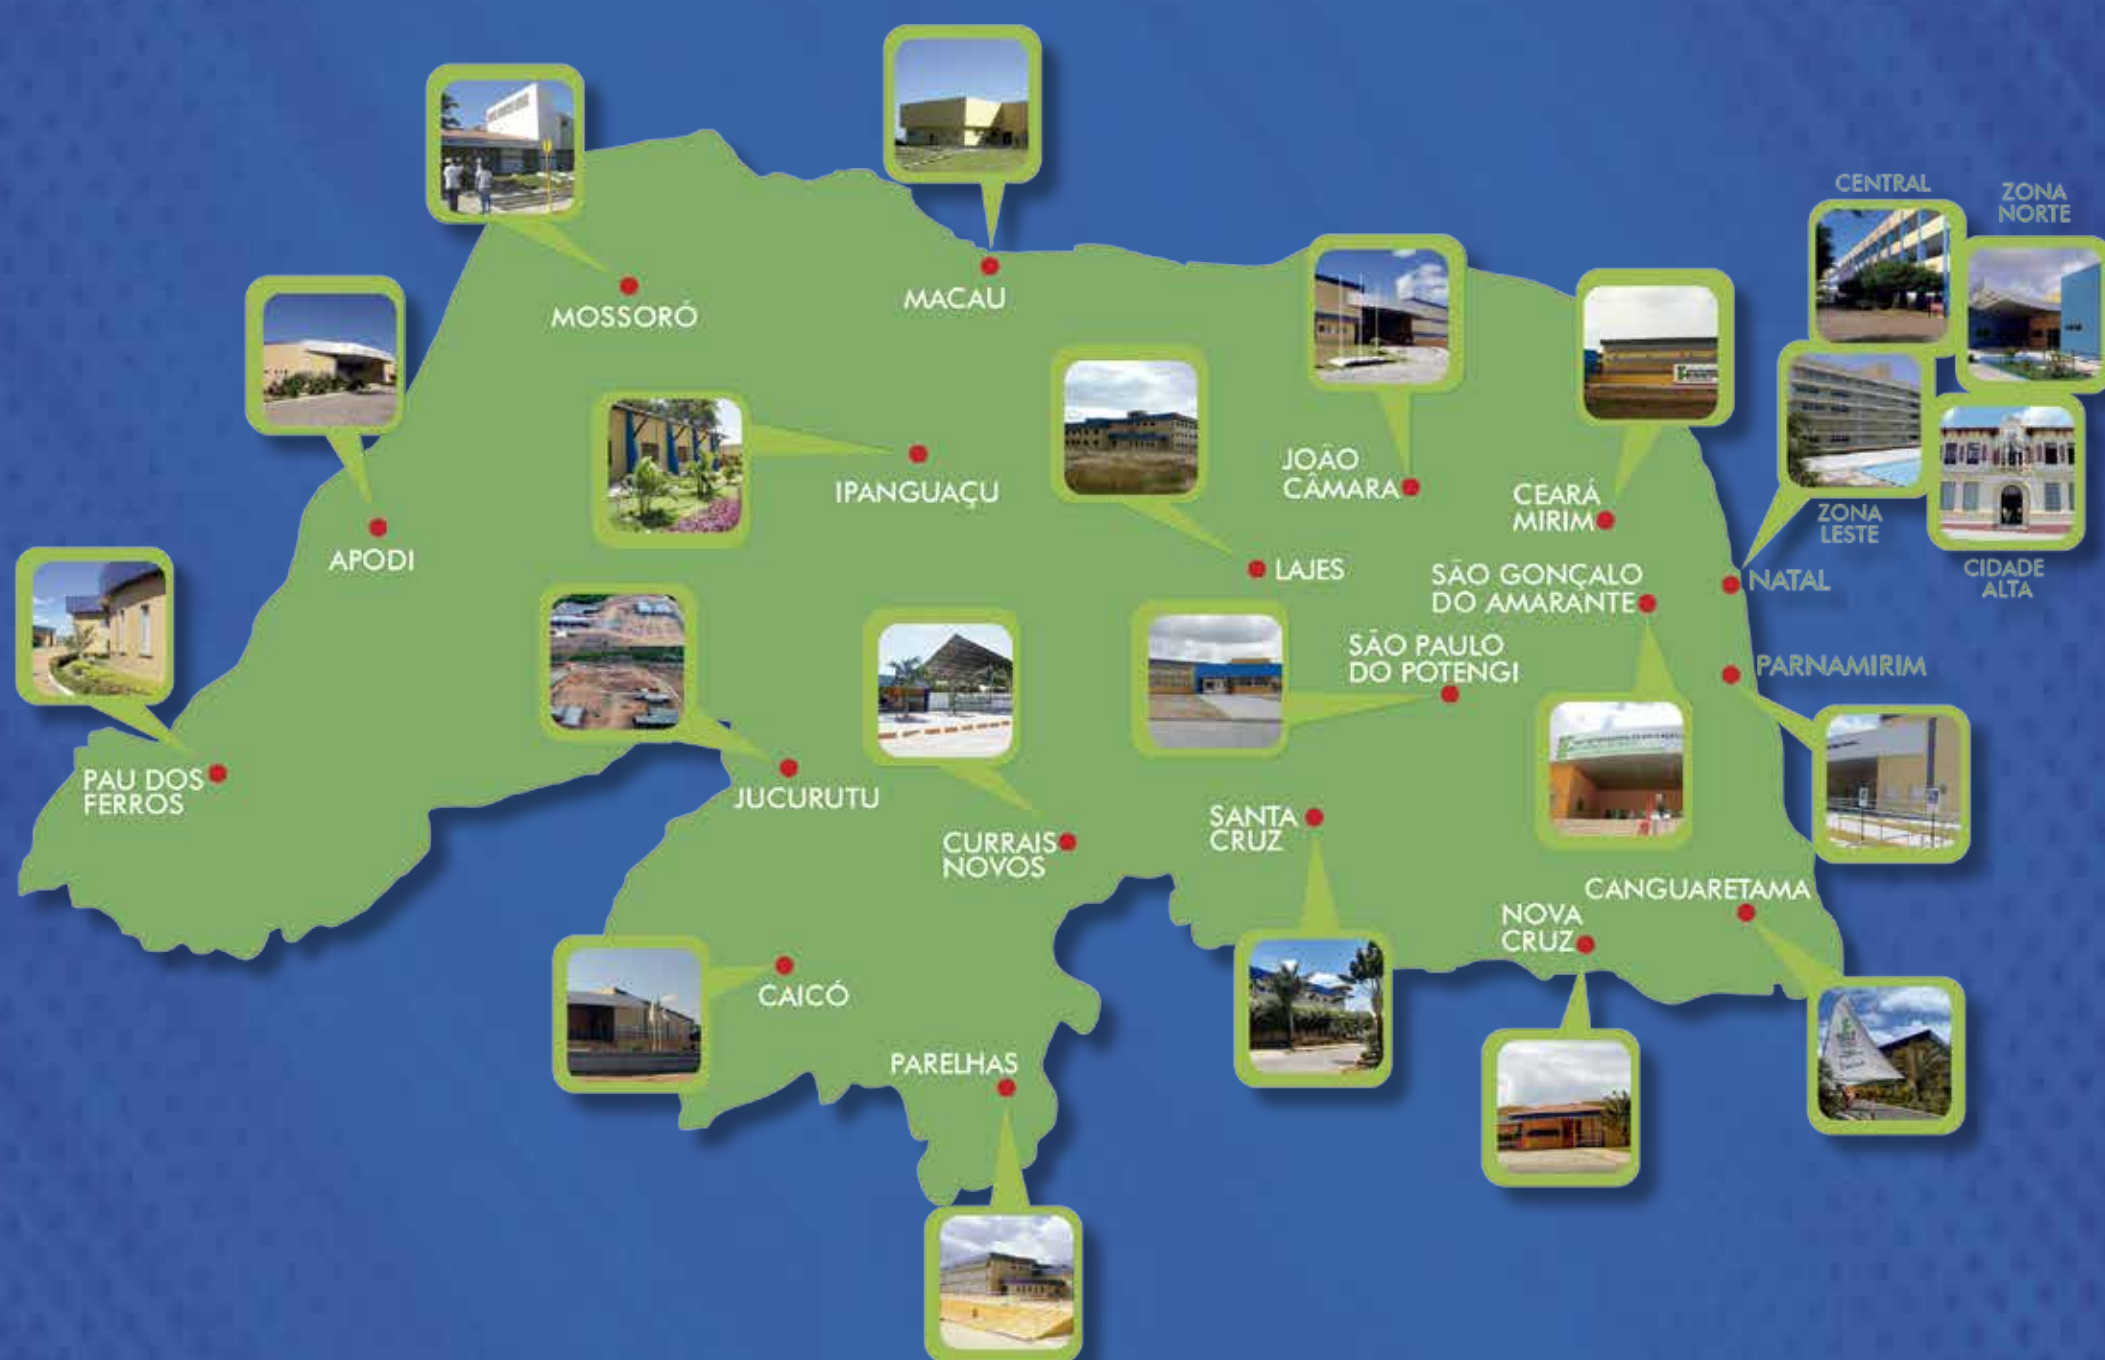 CENTRAL
ZONA
NORTE
MOSSORÓ
MACAU
JOÃO
CÂMARA
CEARÁ
MIRIM
ZONA
LESTE
CIDADE
ALTA
IPANGUAÇU
APODI
LAJES
SÃO GONÇALO
DO AMARANTE
NATAL
SÃO PAULO
DO POTENGI
PARNAMIRIM
PAU DOS
FERROS
JUCURUTU
CURRAIS
NOVOS
SANTA
CRUZ
CANGUARETAMA
NOVA
CRUZ
CAICÓ
PARELHAS